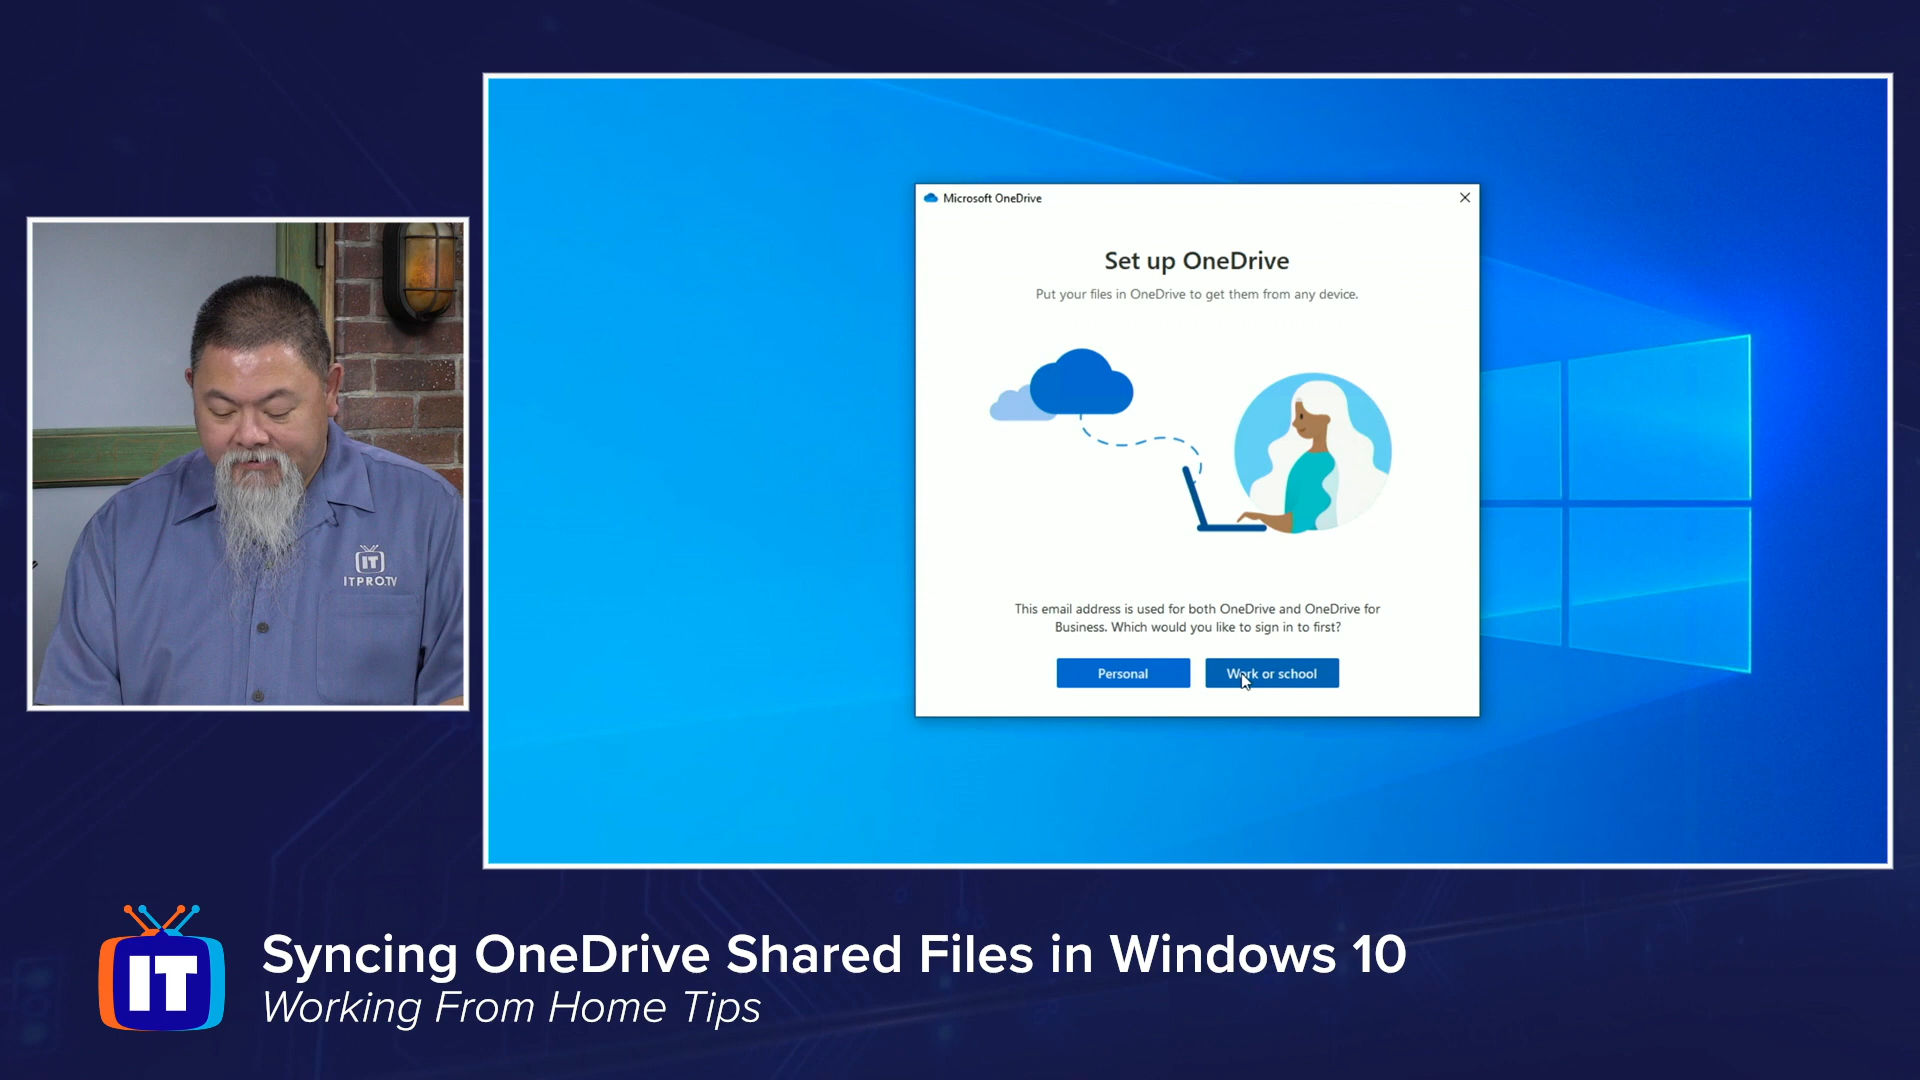 Microsoft OneDrive
Set up OneDrive
Put your files in OneDrive to get them from any device.
This email address is used for both OneDrive and OneDrive for
Business. Which would you like to sign in to first?
Personal
Work or school
IT
ITPRO.TV
IT
Syncing OneDrive Shared Files in Windows 10
Working From Home Tips